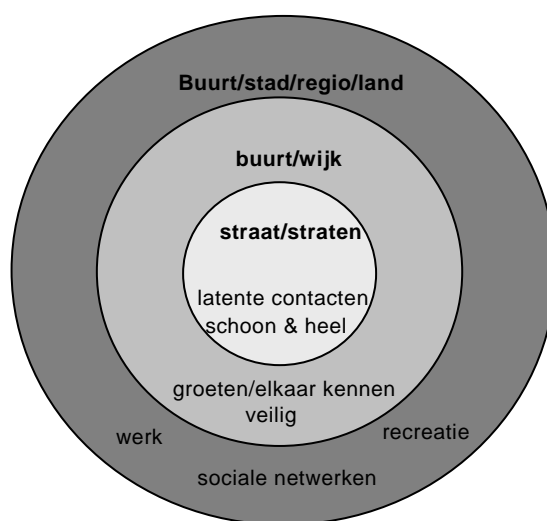 Buurt/stad/regio/land
buurt/wijk
straat/straten
latente contacten
schoon & heel
groeten/elkaar kennen
veilig
werk
recreatie
sociale netwerken